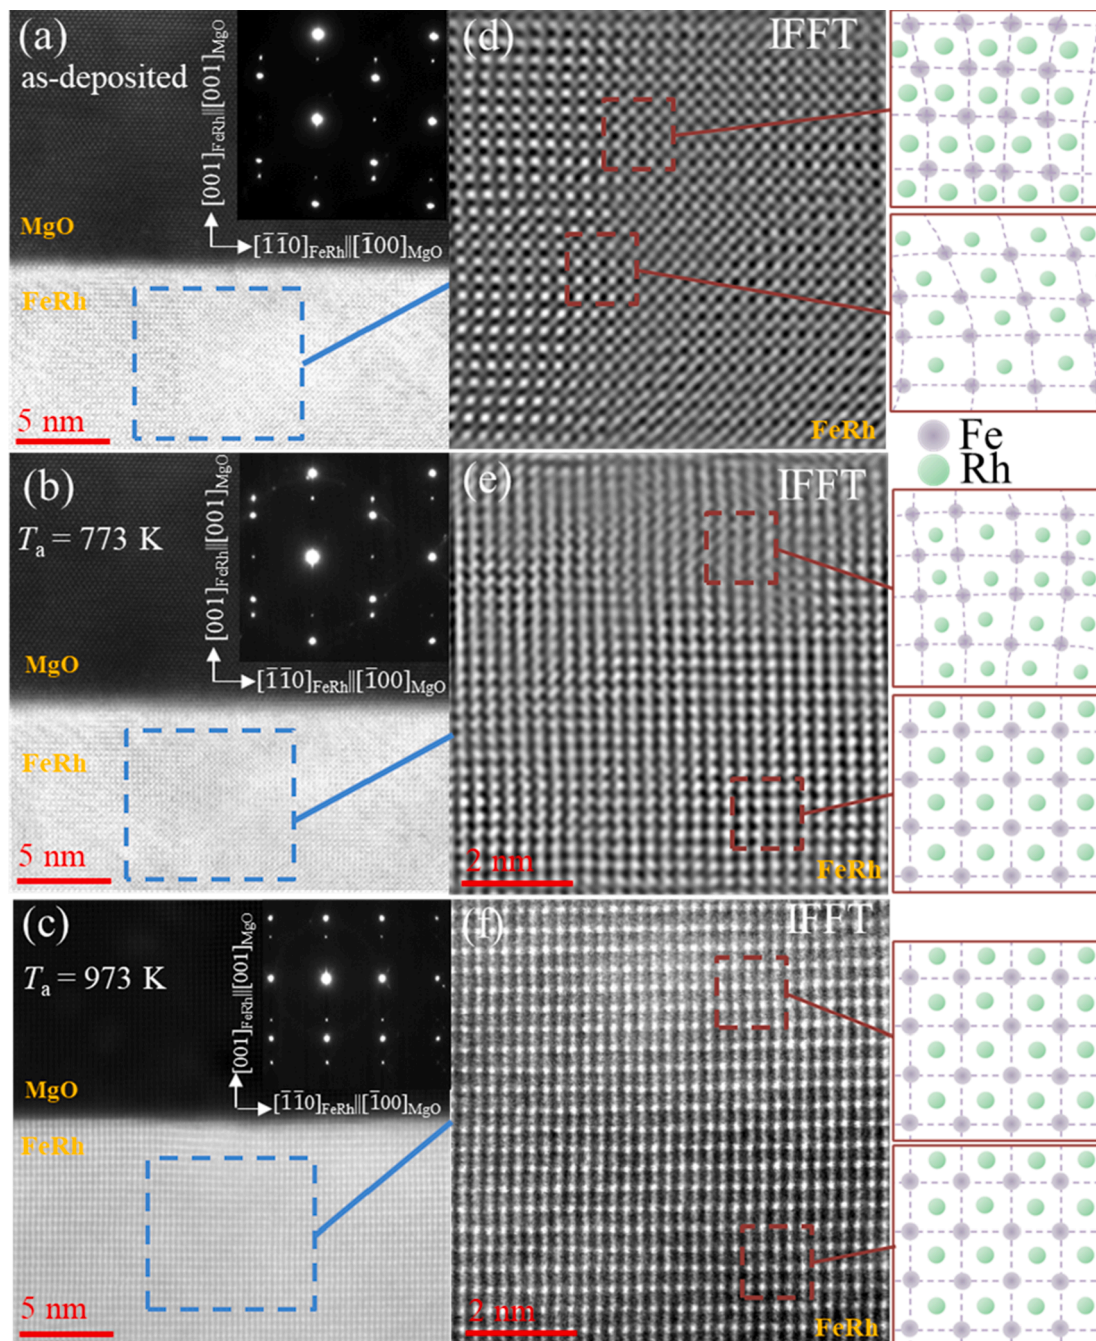 (a)
as-deposited
[001]FeRh||[001]MgO
[1̅1̅0]FeRh||[1̅00]MgO
MgO
FeRh
5 nm
(d)
IFFT
FeRh
Fe
Rh
(b)
Ta = 773 K
[001]FeRh||[001]MgO
[1̅1̅0]FeRh||[1̅00]MgO
MgO
FeRh
5 nm
(e)
IFFT
2 nm
FeRh
(c)
Ta = 973 K
[001]FeRh||[001]MgO
[1̅1̅0]FeRh||[1̅00]MgO
MgO
FeRh
5 nm
(f)
IFFT
2 nm
FeRh